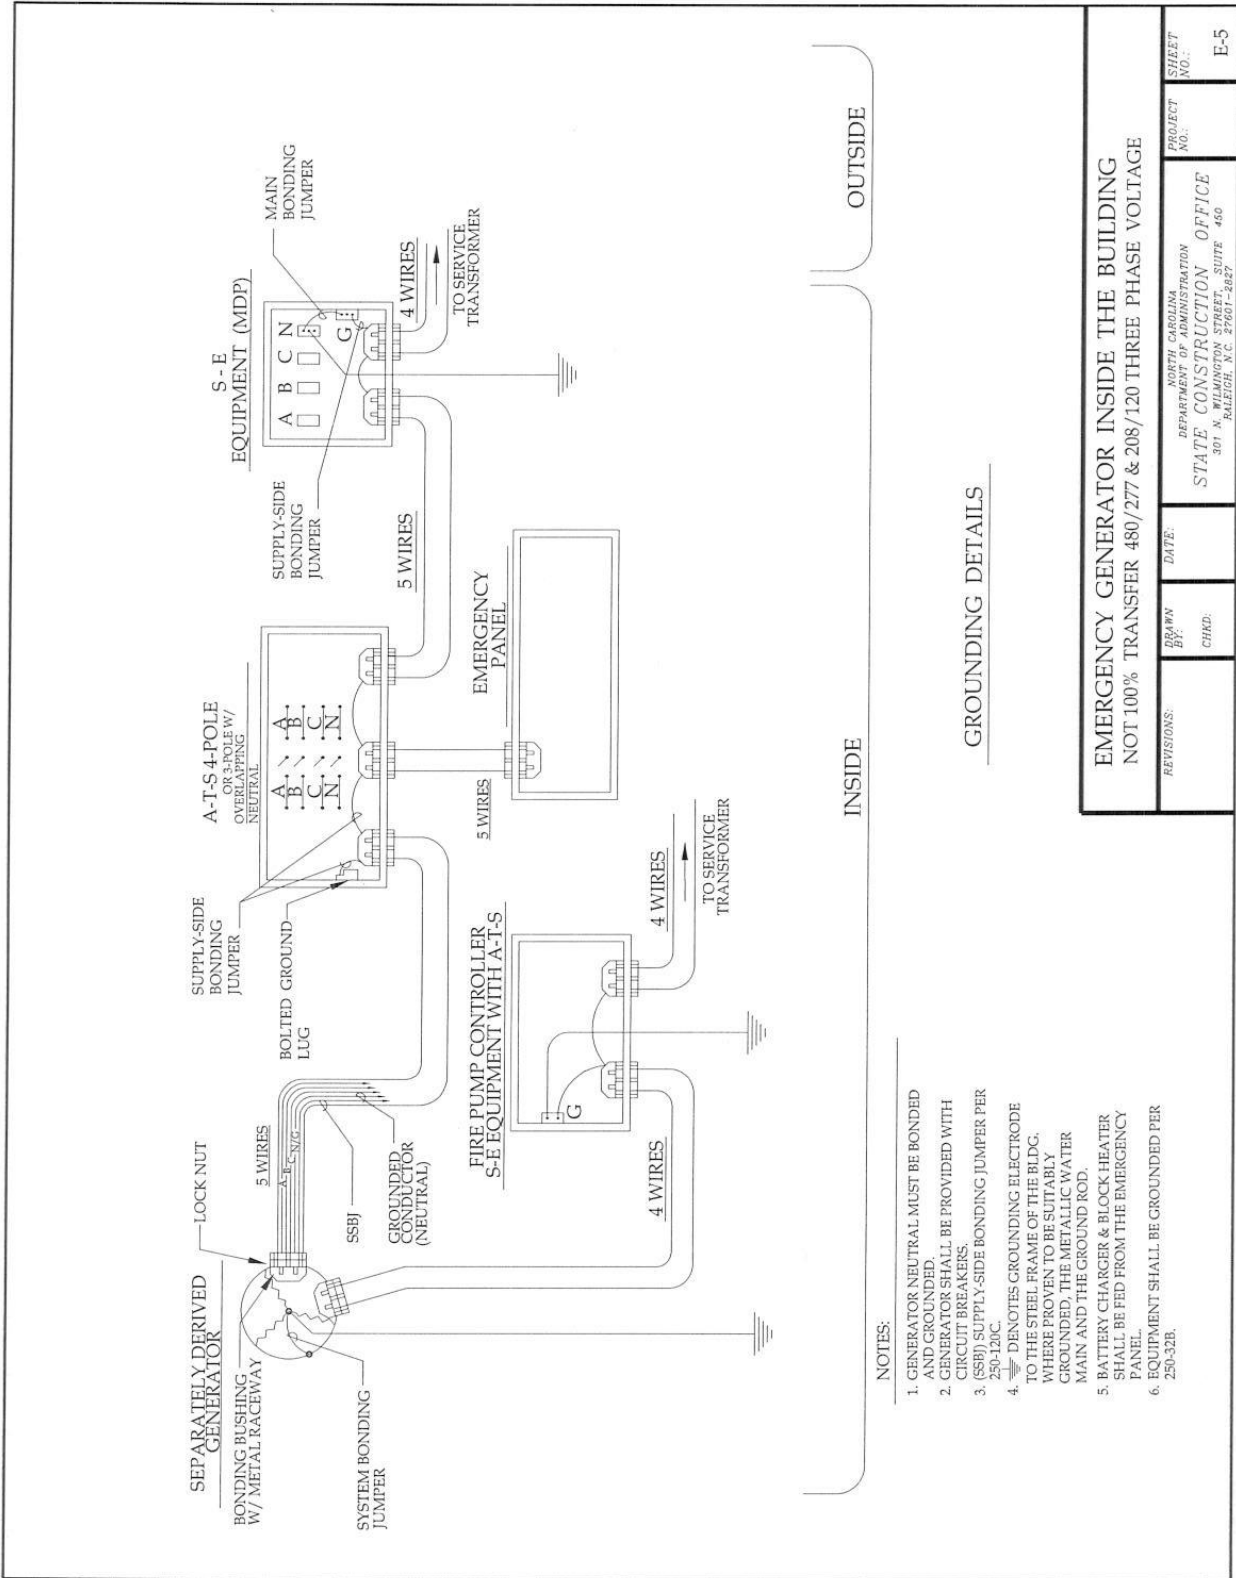 SEPARATELY DERIVED
GENERATOR
BONDING BUSHING
W/ METAL RACEWAY
SYSTEM BONDING
JUMPER
LOCK NUT
5 WIRES
A
B
C
N/G
SSBJ
GROUNDED
CONDUCTOR
(NEUTRAL)
SUPPLY-SIDE
BONDING
JUMPER
BOLTED GROUND
LUG
A-T-S 4-POLE
OR 3-POLE W/
OVERLAPPING
NEUTRAL
A A
B B
C C
N N
5 WIRES
EMERGENCY
PANEL
5 WIRES
SUPPLY-SIDE
BONDING
JUMPER
S - E
EQUIPMENT (MDP)
A B C N
G
MAIN
BONDING
JUMPER
4 WIRES
TO SERVICE
TRANSFORMER
FIRE PUMP CONTROLLER
S-E EQUIPMENT WITH A-T-S
G
4 WIRES
4 WIRES
TO SERVICE
TRANSFORMER
INSIDE
OUTSIDE
NOTES:
1. GENERATOR NEUTRAL MUST BE BONDED
AND GROUNDED.
2. GENERATOR SHALL BE PROVIDED WITH
CIRCUIT BREAKERS.
3. (SSBJ) SUPPLY-SIDE BONDING JUMPER PER
250-120C.
4. DENOTES GROUNDING ELECTRODE
TO THE STEEL FRAME OF THE BLDG.
WHERE PROVEN TO BE SUITABLY
GROUNDED, THE METALLIC WATER
MAIN AND THE GROUND ROD.
5. BATTERY CHARGER & BLOCK HEATER
SHALL BE FED FROM THE EMERGENCY
PANEL.
6. EQUIPMENT SHALL BE GROUNDED PER
250-32B.
GROUNDING DETAILS
EMERGENCY GENERATOR INSIDE THE BUILDING
NOT 100% TRANSFER 480/277 & 208/120 THREE PHASE VOLTAGE
REVISIONS:
DRAWN
BY:
CHKD:
DATE:
NORTH CAROLINA
DEPARTMENT OF ADMINISTRATION
STATE CONSTRUCTION OFFICE
301 N. WILMINGTON STREET, SUITE 450
RALEIGH, N.C. 27601-2827
PROJECT
NO.:
SHEET
NO.:
E-5